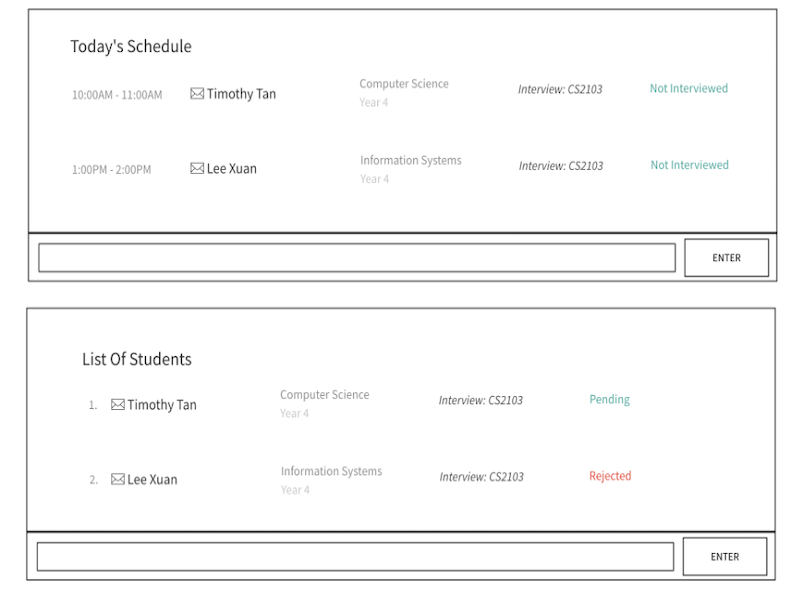 Today's Schedule
10:00AM - 11:00AM Timothy Tan Computer Science Interview: CS2103 Not Interviewed
Year 4
1:00PM - 2:00PM Lee Xuan Information Systems Interview: CS2103 Not Interviewed
Year 4
ENTER
List Of Students
1. Timothy Tan Computer Science Interview: CS2103 Pending
Year 4
2. Lee Xuan Information Systems Interview: CS2103 Rejected
Year 4
ENTER